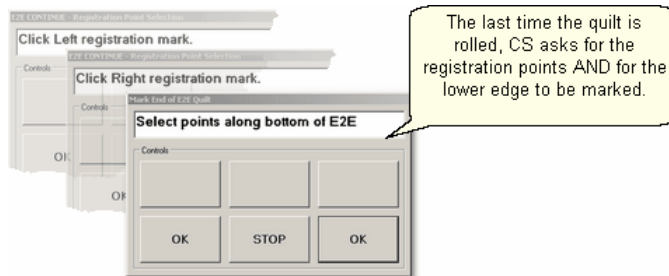 E2E CONTINUE - Registration Point Selection
Click Left registration mark.
Controls
OK
E2E CONTINUE - Registration Point Selection
Click Right registration mark.
Controls
OK
Mark End of E2E Quilt
Select points along bottom of E2E
Controls
OK
STOP
OK
The last time the quilt is
rolled, CS asks for the
registration points AND for the
lower edge to be marked.